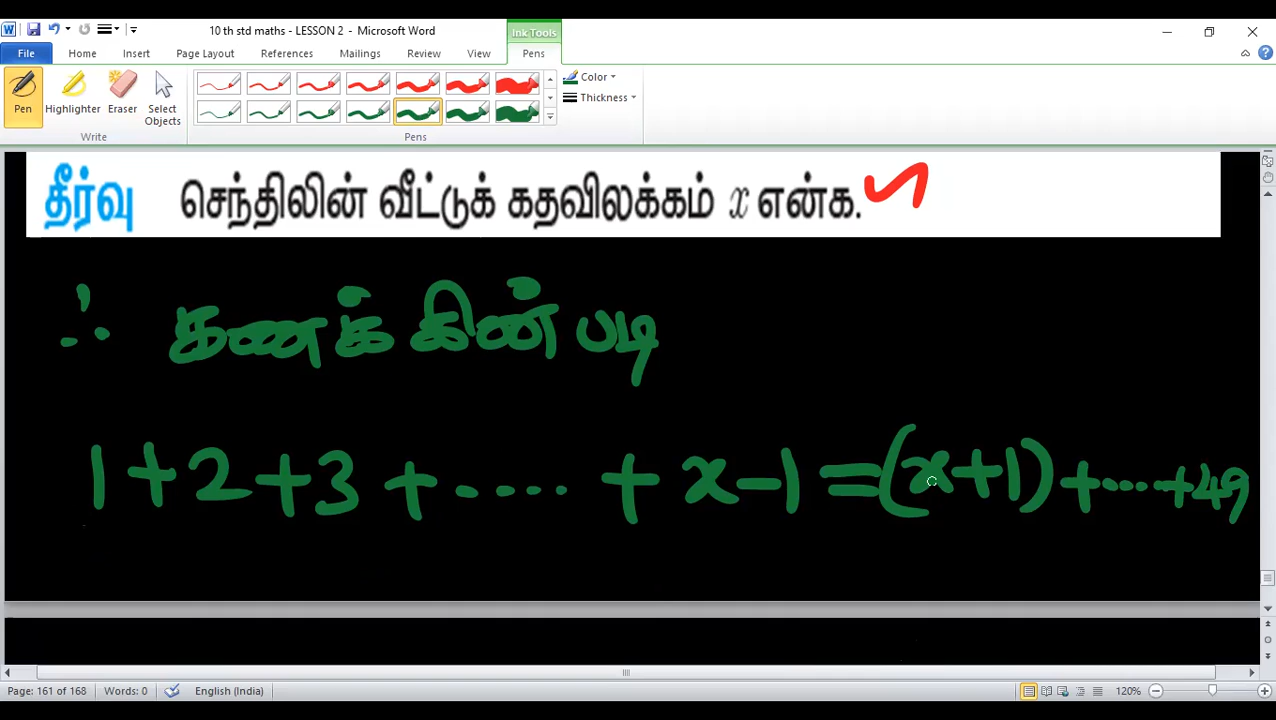 10 th std maths - LESSON 2 - Microsoft Word
Ink Tools
File Home Insert Page Layout References Mailings Review View Pens
Pen Highlighter Eraser Select Objects
Color
Thickness
Write Pens
தீர்வு செந்திலின் வீட்டுக் கதவிலக்கம் x என்க.
∴ கணக்கின் படி
1+2+3+....+x-1=(x+1)+....+49
Page: 161 of 168 Words: 0 English (India) 120%